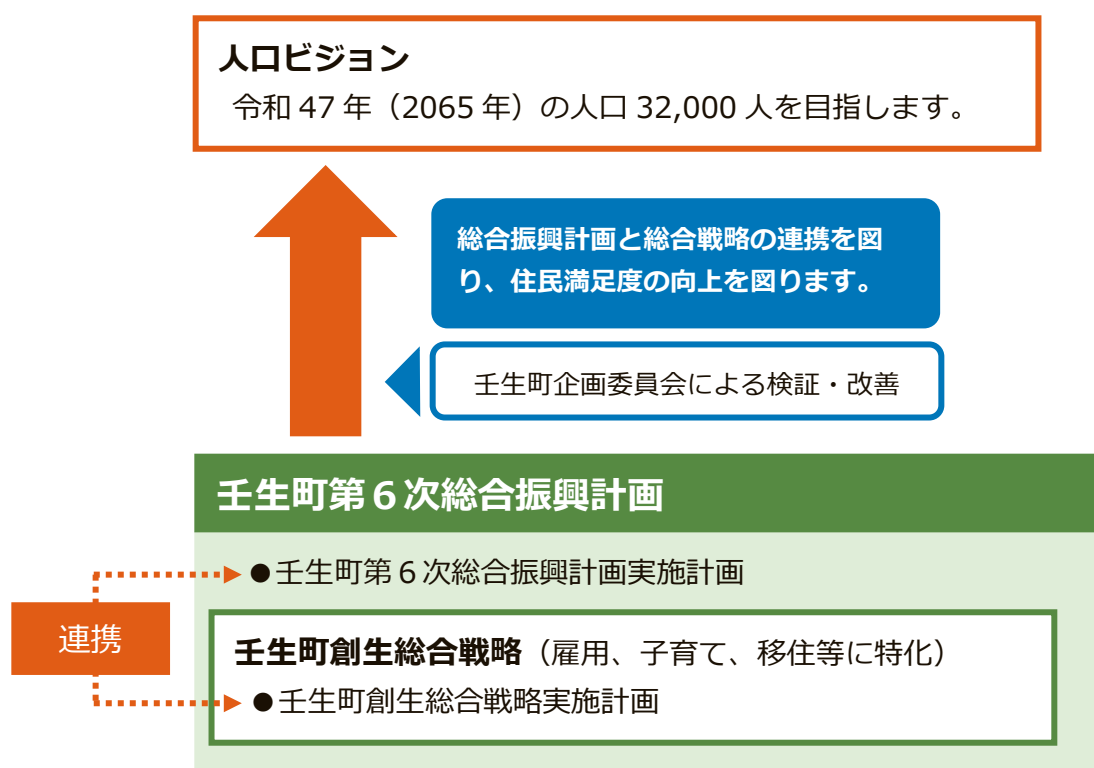 人口ビジョン
令和 47 年（2065 年）の人口 32,000 人を目指します。
総合振興計画と総合戦略の連携を図
り、住民満足度の向上を図ります。
壬生町企画委員会による検証・改善
壬生町第６次総合振興計画
●壬生町第６次総合振興計画実施計画
連携
壬生町創生総合戦略（雇用、子育て、移住等に特化）
●壬生町創生総合戦略実施計画